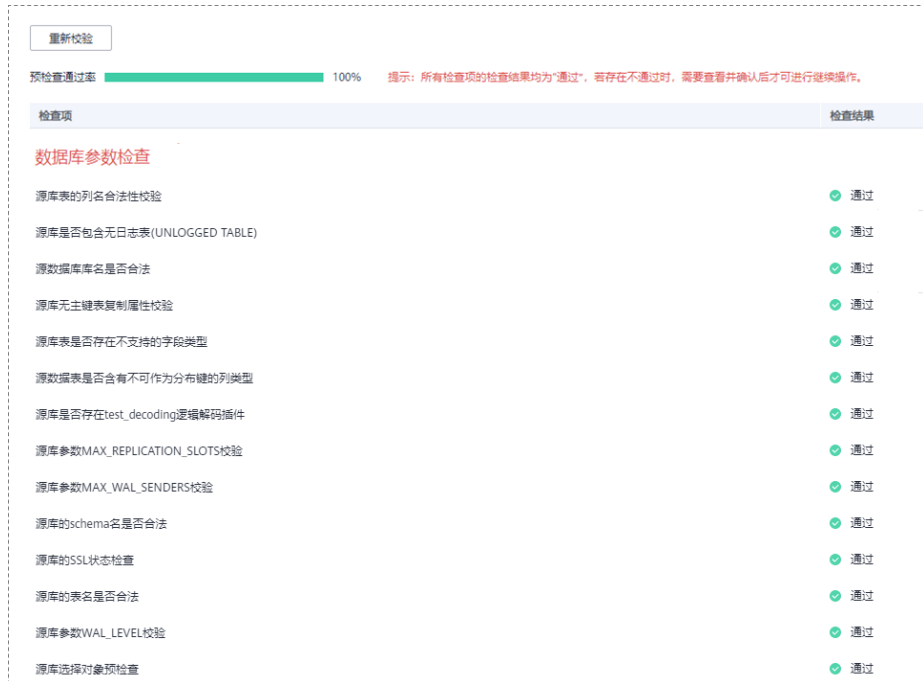 重新校验
预检查通过率 100% 提示：所有检查项的检查结果均为"通过"，若存在不通过时，需要查看并确认后才可进行继续操作。
检查项 检查结果
数据库参数检查
源库表的列名合法性校验 通过
源库是否包含无日志表(UNLOGGED TABLE) 通过
源数据库库名是否合法 通过
源库无主键表复制属性校验 通过
源库表是否存在不支持的字段类型 通过
源数据表是否含有不可作为分布键的列类型 通过
源库是否存在test_decoding逻辑解码插件 通过
源库参数MAX_REPLICATION_SLOTS校验 通过
源库参数MAX_WAL_SENDERS校验 通过
源库的schema名是否合法 通过
源库的SSL状态检查 通过
源库的表名是否合法 通过
源库参数WAL_LEVEL校验 通过
源库选择对象预检查 通过